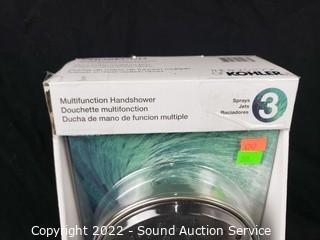 KOHLER
Multifunction Handshower
Douchette multifonction
Ducha de mano de funcion multiple
Sprays
Jets
Rociadores
3
Copyright 2022 - Sound Auction Service